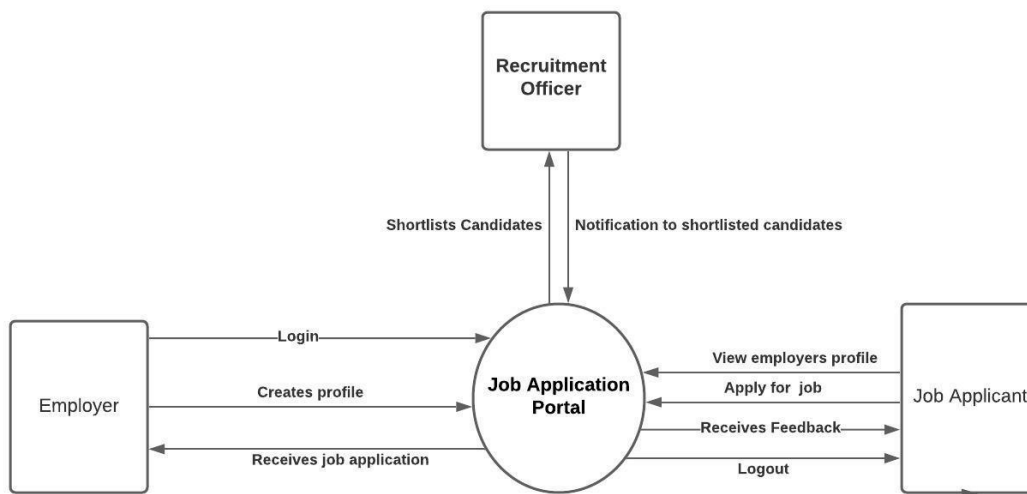 Recruitment
Officer
Shortlists Candidates
Notification to shortlisted candidates
Login
Creates profile
Receives job application
Employer
Job Application
Portal
View employers profile
Apply for job
Receives Feedback
Logout
Job Applicant